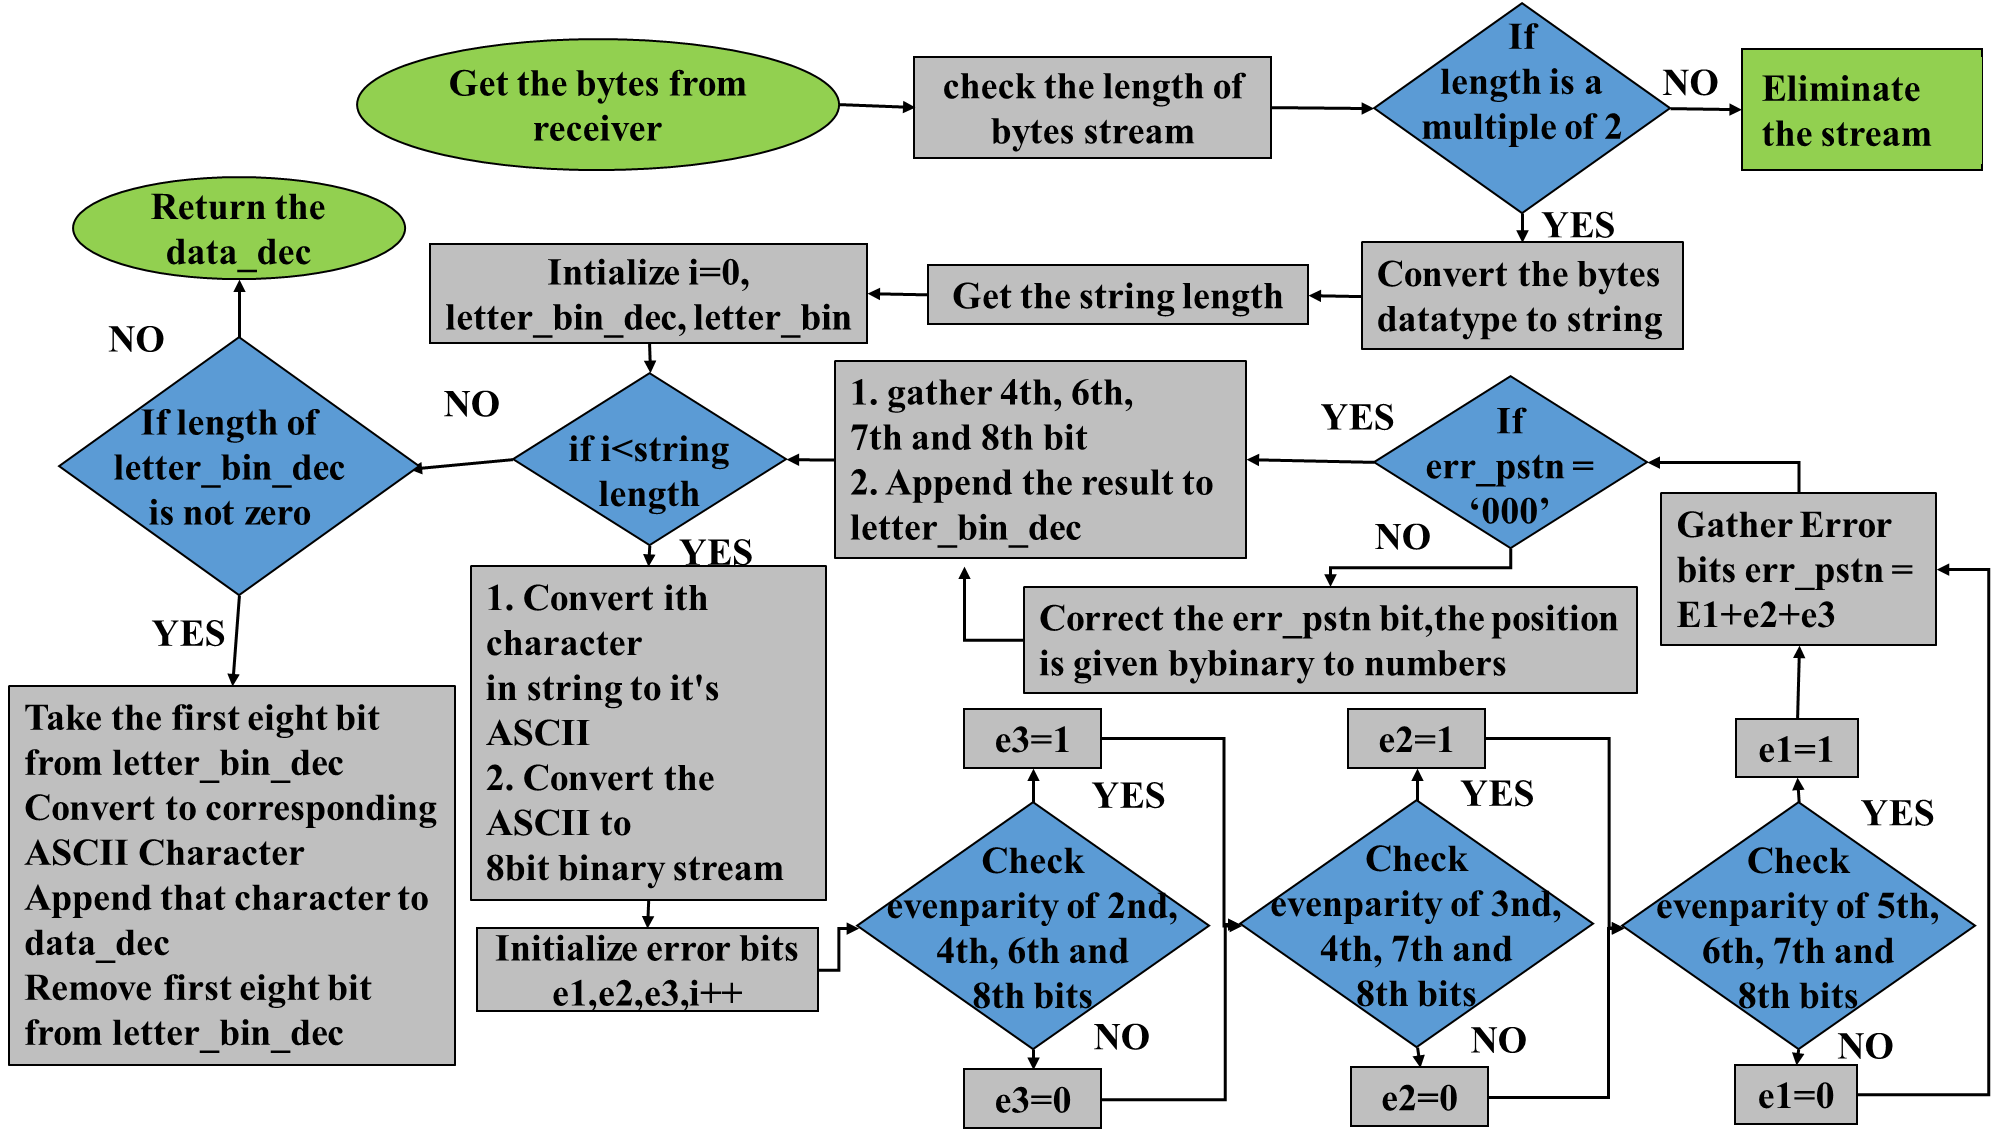 Get the bytes from
receiver
check the length of
bytes stream
If
length is a
multiple of 2
NO
Eliminate
the stream
YES
Convert the bytes
datatype to string
Get the string length
Intialize i=0,
letter_bin_dec, letter_bin
Return the
data_dec
NO
If length of
letter_bin_dec
is not zero
YES
Take the first eight bit
from letter_bin_dec
Convert to corresponding
ASCII Character
Append that character to
data_dec
Remove first eight bit
from letter_bin_dec
NO
if i<string
length
YES
1. Convert ith
character
in string to it's
ASCII
2. Convert the
ASCII to
8bit binary stream
Initialize error bits
e1,e2,e3,i++
1. gather 4th, 6th,
7th and 8th bit
2. Append the result to
letter_bin_dec
YES
If
err_pstn =
‘000’
NO
Correct the err_pstn bit,the position
is given bybinary to numbers
Gather Error
bits err_pstn =
E1+e2+e3
e3=1
YES
Check
evenparity of 2nd,
4th, 6th and
8th bits
NO
e3=0
e2=1
YES
Check
evenparity of 3nd,
4th, 7th and
8th bits
NO
e2=0
e1=1
YES
Check
evenparity of 5th,
6th, 7th and
8th bits
NO
e1=0